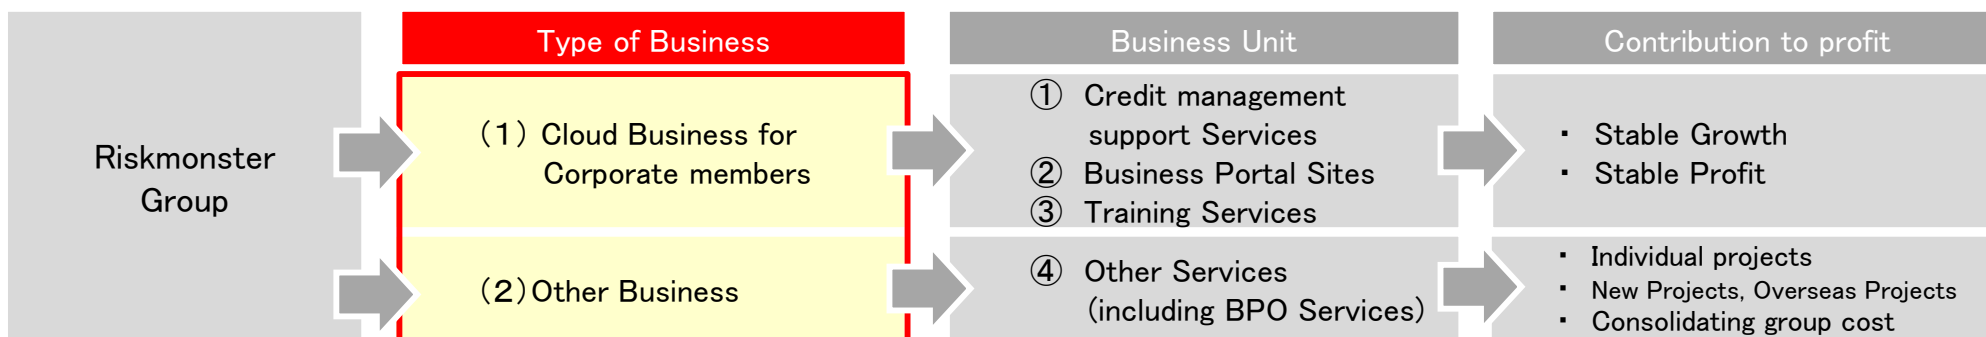 Type of Business
Business Unit
Contribution to profit
Riskmonster
Group
(1) Cloud Business for
Corporate members
① Credit management
support Services
② Business Portal Sites
③ Training Services
・ Stable Growth
・ Stable Profit
(2)Other Business
④ Other Services
(including BPO Services)
・ Individual projects
・ New Projects, Overseas Projects
・ Consolidating group cost